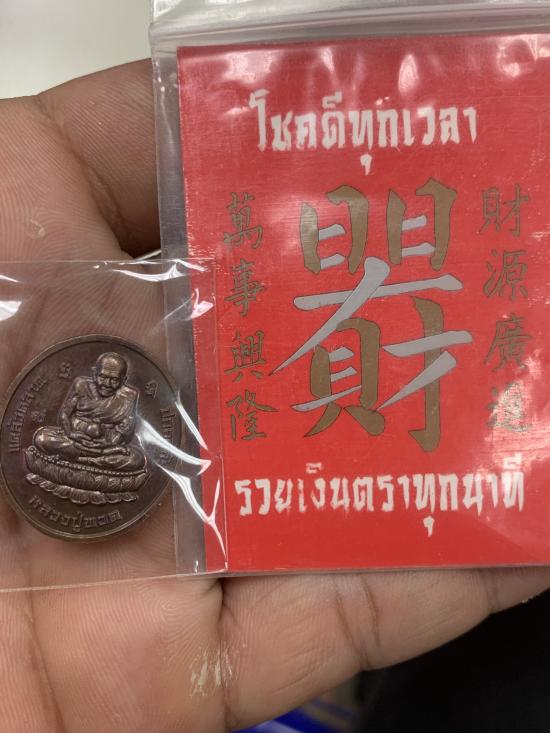 โชคดีทุกเวลา
萬事興隆
財源廣進
รวยเงินตราทุกนาที
หลวงปู่ทวด